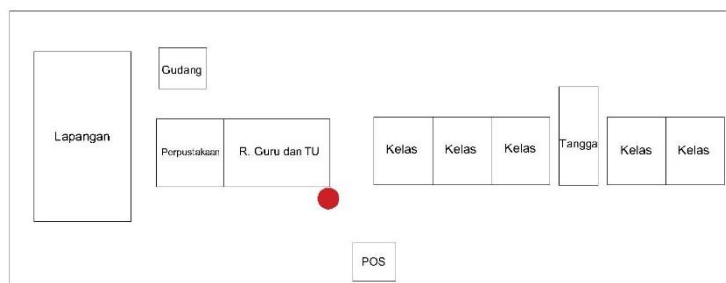 Gudang
Lapangan
Perpustakaan
R. Guru dan TU
Kelas
Kelas
Kelas
Tangga
Kelas
Kelas
POS